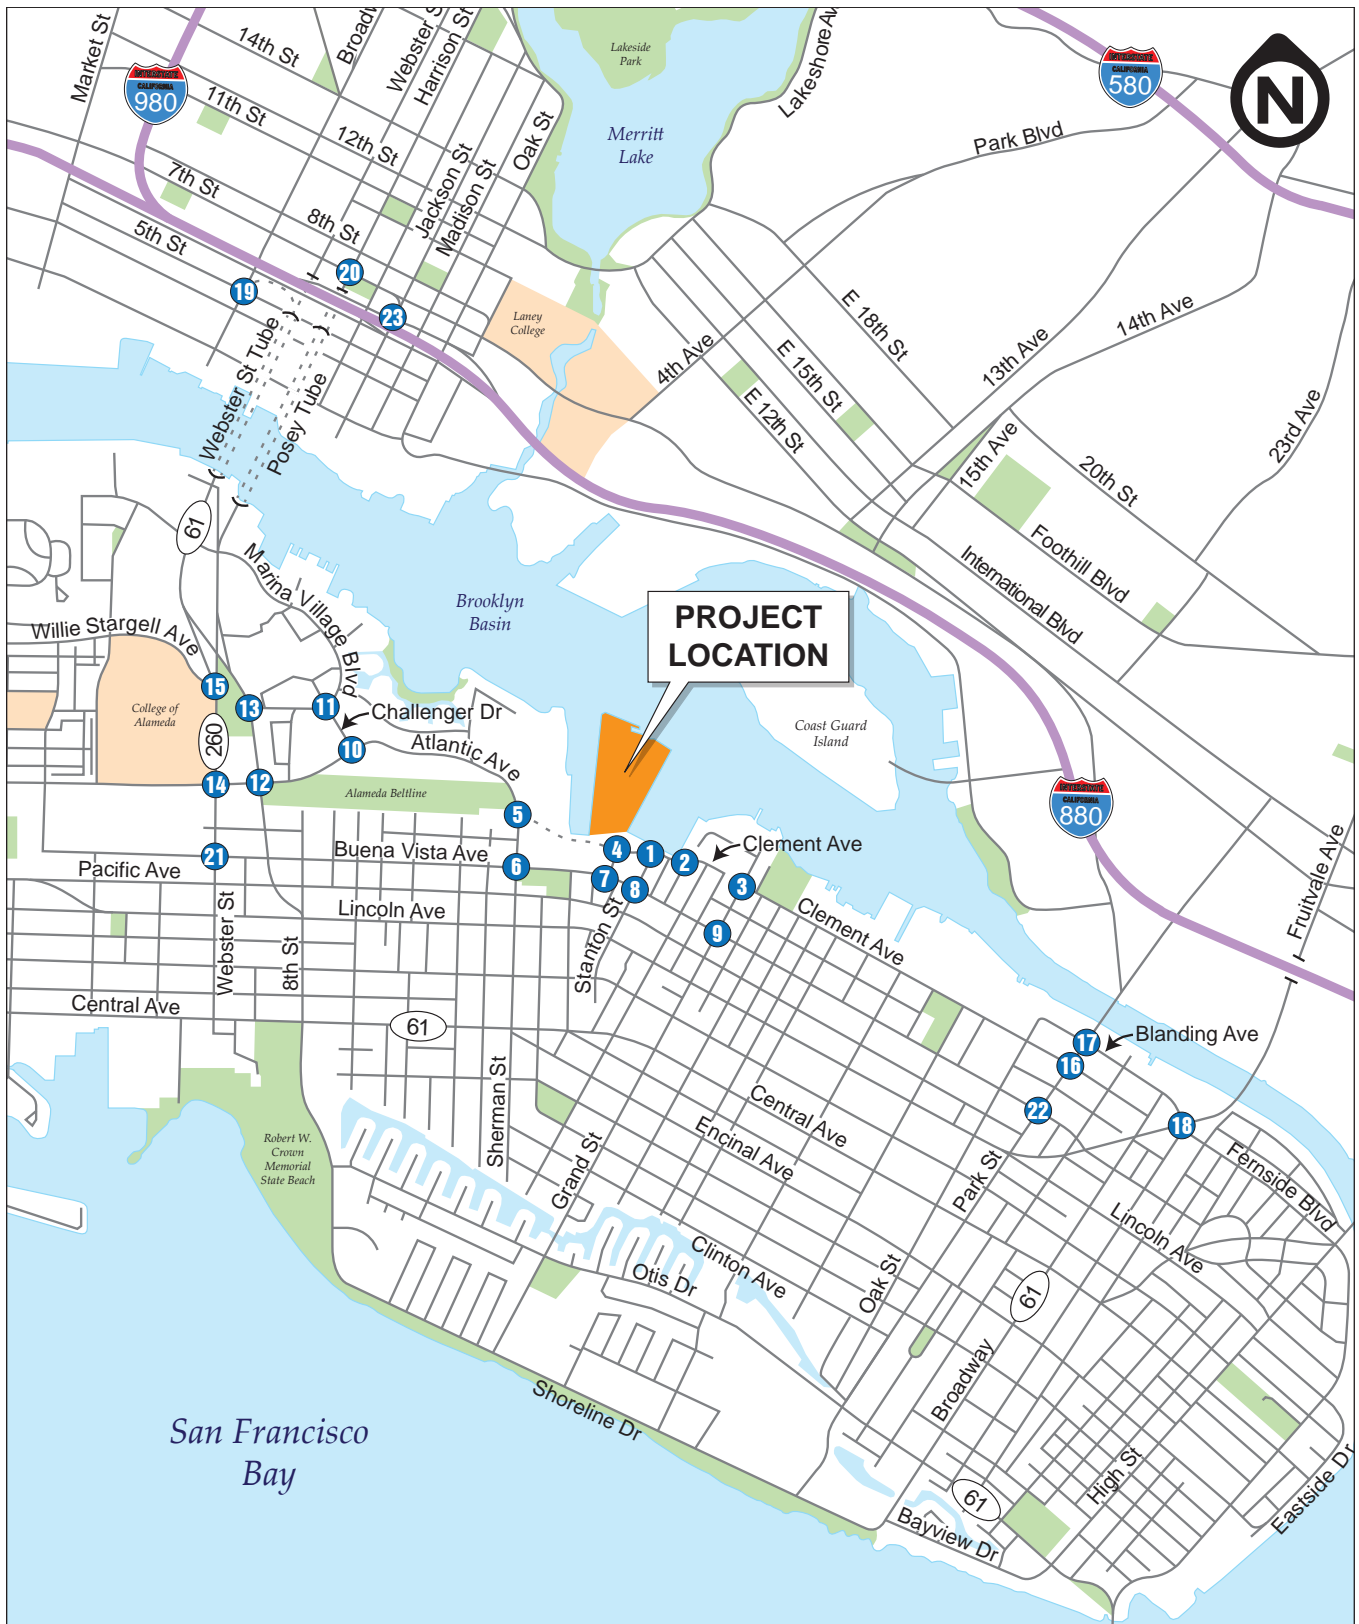 Market St
14th St
Broadw
Webster S
Harrison St
Lakeside
Park
Lakeshore Av
INTERSTATE
CALIFORNIA
980
INTERSTATE
CALIFORNIA
580
N
11th St
12th St
Oak St
Merritt
Lake
Park Blvd
7th St
Jackson St
Madison St
5th St
8th St
20
19
23
Laney
College
Webster St Tube
Posey Tube
4th Ave
E 18th St
E 15th St
E 12th St
13th Ave
14th Ave
15th Ave
20th St
23rd Ave
Foothill Blvd
International Blvd
61
Marina Village Blvd
Brooklyn
Basin
PROJECT
LOCATION
Willie Stargell Ave
15
13
11
College of
Alameda
Challenger Dr
Coast Guard
Island
260
10
Atlantic Ave
14
12
Alameda Beltline
5
INTERSTATE
CALIFORNIA
880
21
Buena Vista Ave
6
4
1
2
Clement Ave
Pacific Ave
7
8
3
Fruitvale Ave
Lincoln Ave
Webster St
8th St
Stanton St
9
Clement Ave
Central Ave
61
17
Blanding Ave
16
Sherman St
22
18
Central Ave
Encinal Ave
Robert W.
Crown
Memorial
State Beach
Grand St
Park St
Fernside Blvd
Lincoln Ave
Clinton Ave
Otis Dr
Oak St
61
Broadway
Shoreline Dr
San Francisco
Bay
High St
61
Bayview Dr
Eastside Dr